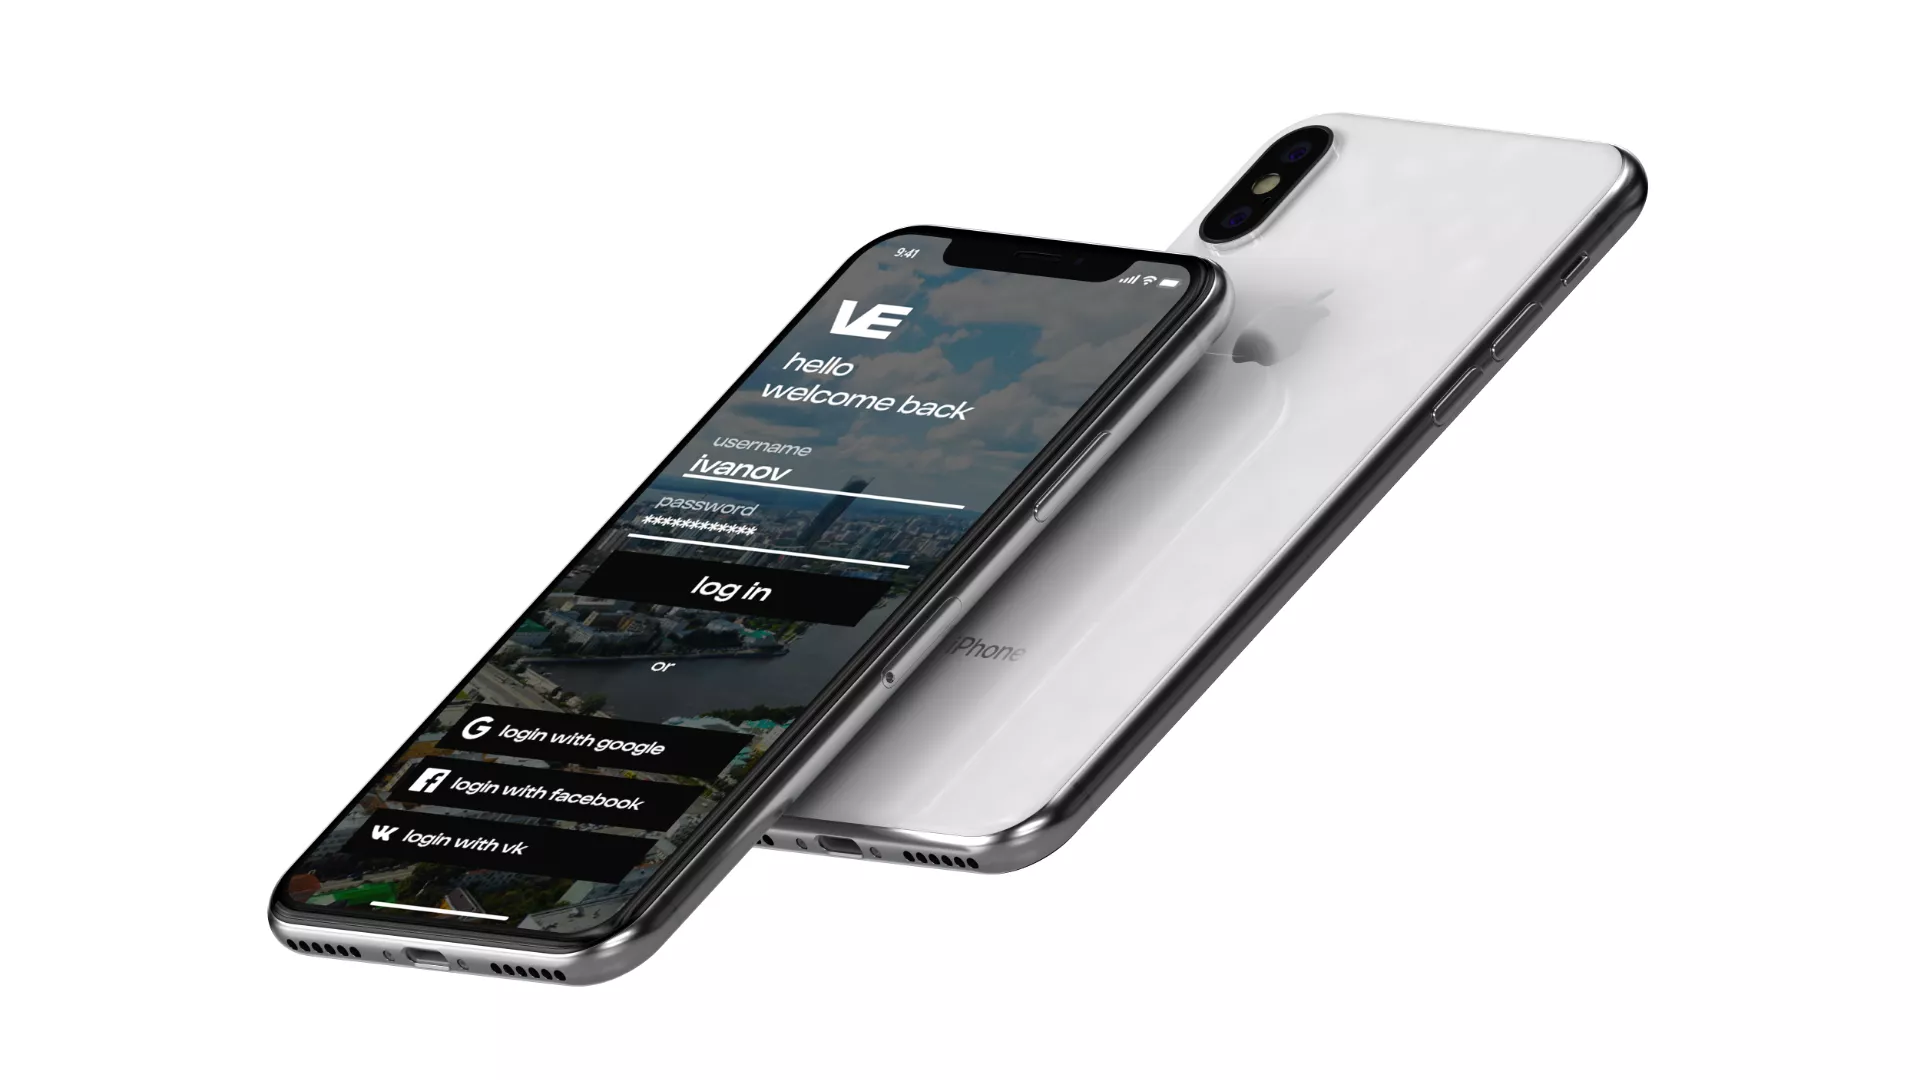 9:41
VE
hello
welcome back
username
ivanov
password
************
log in
or
G login with google
f login with facebook
VK login with vk
iPhone